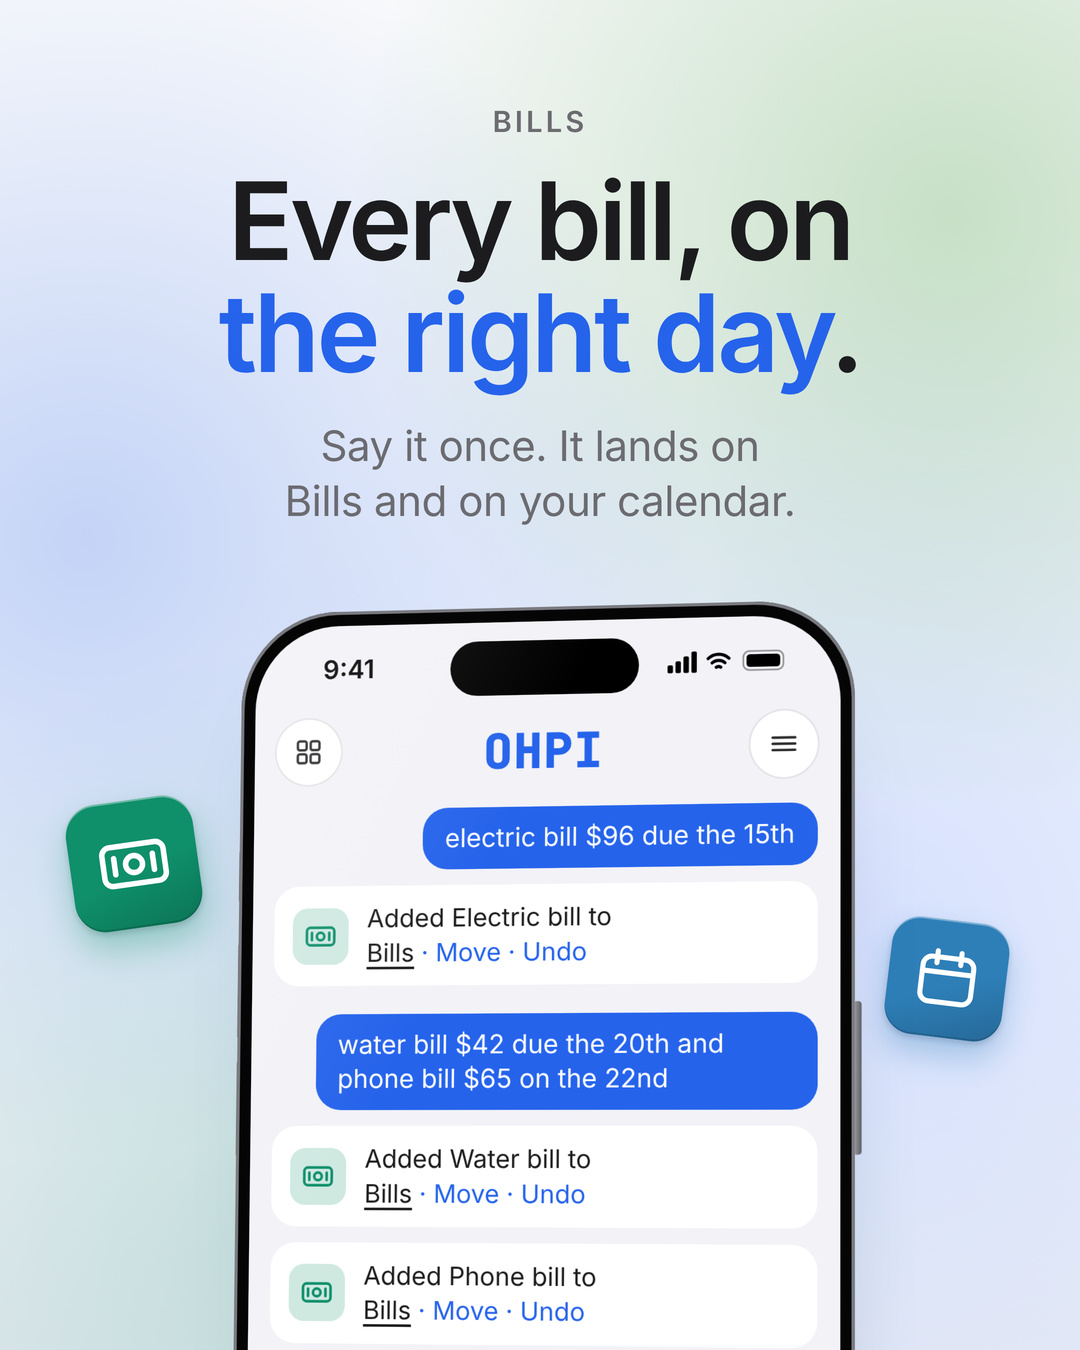 BILLS
Every bill, on
the right day.
Say it once. It lands on
Bills and on your calendar.
9:41
OHPI
electric bill $96 due the 15th
Added Electric bill to
Bills · Move · Undo
water bill $42 due the 20th and
phone bill $65 on the 22nd
Added Water bill to
Bills · Move · Undo
Added Phone bill to
Bills · Move · Undo